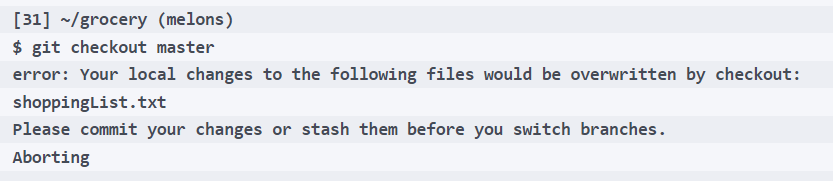 [31] ~/grocery (melons)
$ git checkout master
error: Your local changes to the following files would be overwritten by checkout:
shoppingList.txt
Please commit your changes or stash them before you switch branches.
Aborting